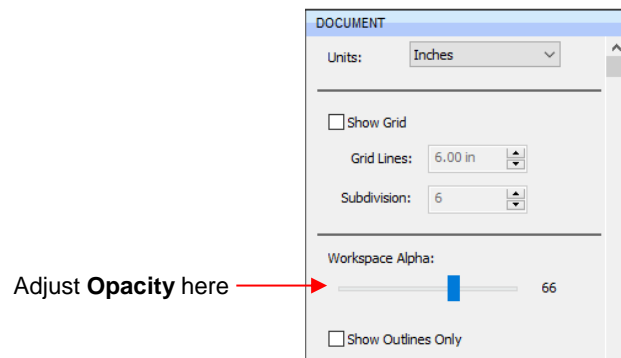 DOCUMENT
Units: Inches
Show Grid
Grid Lines: 6.00 in
Subdivision: 6
Workspace Alpha:
Adjust Opacity here
66
Show Outlines Only